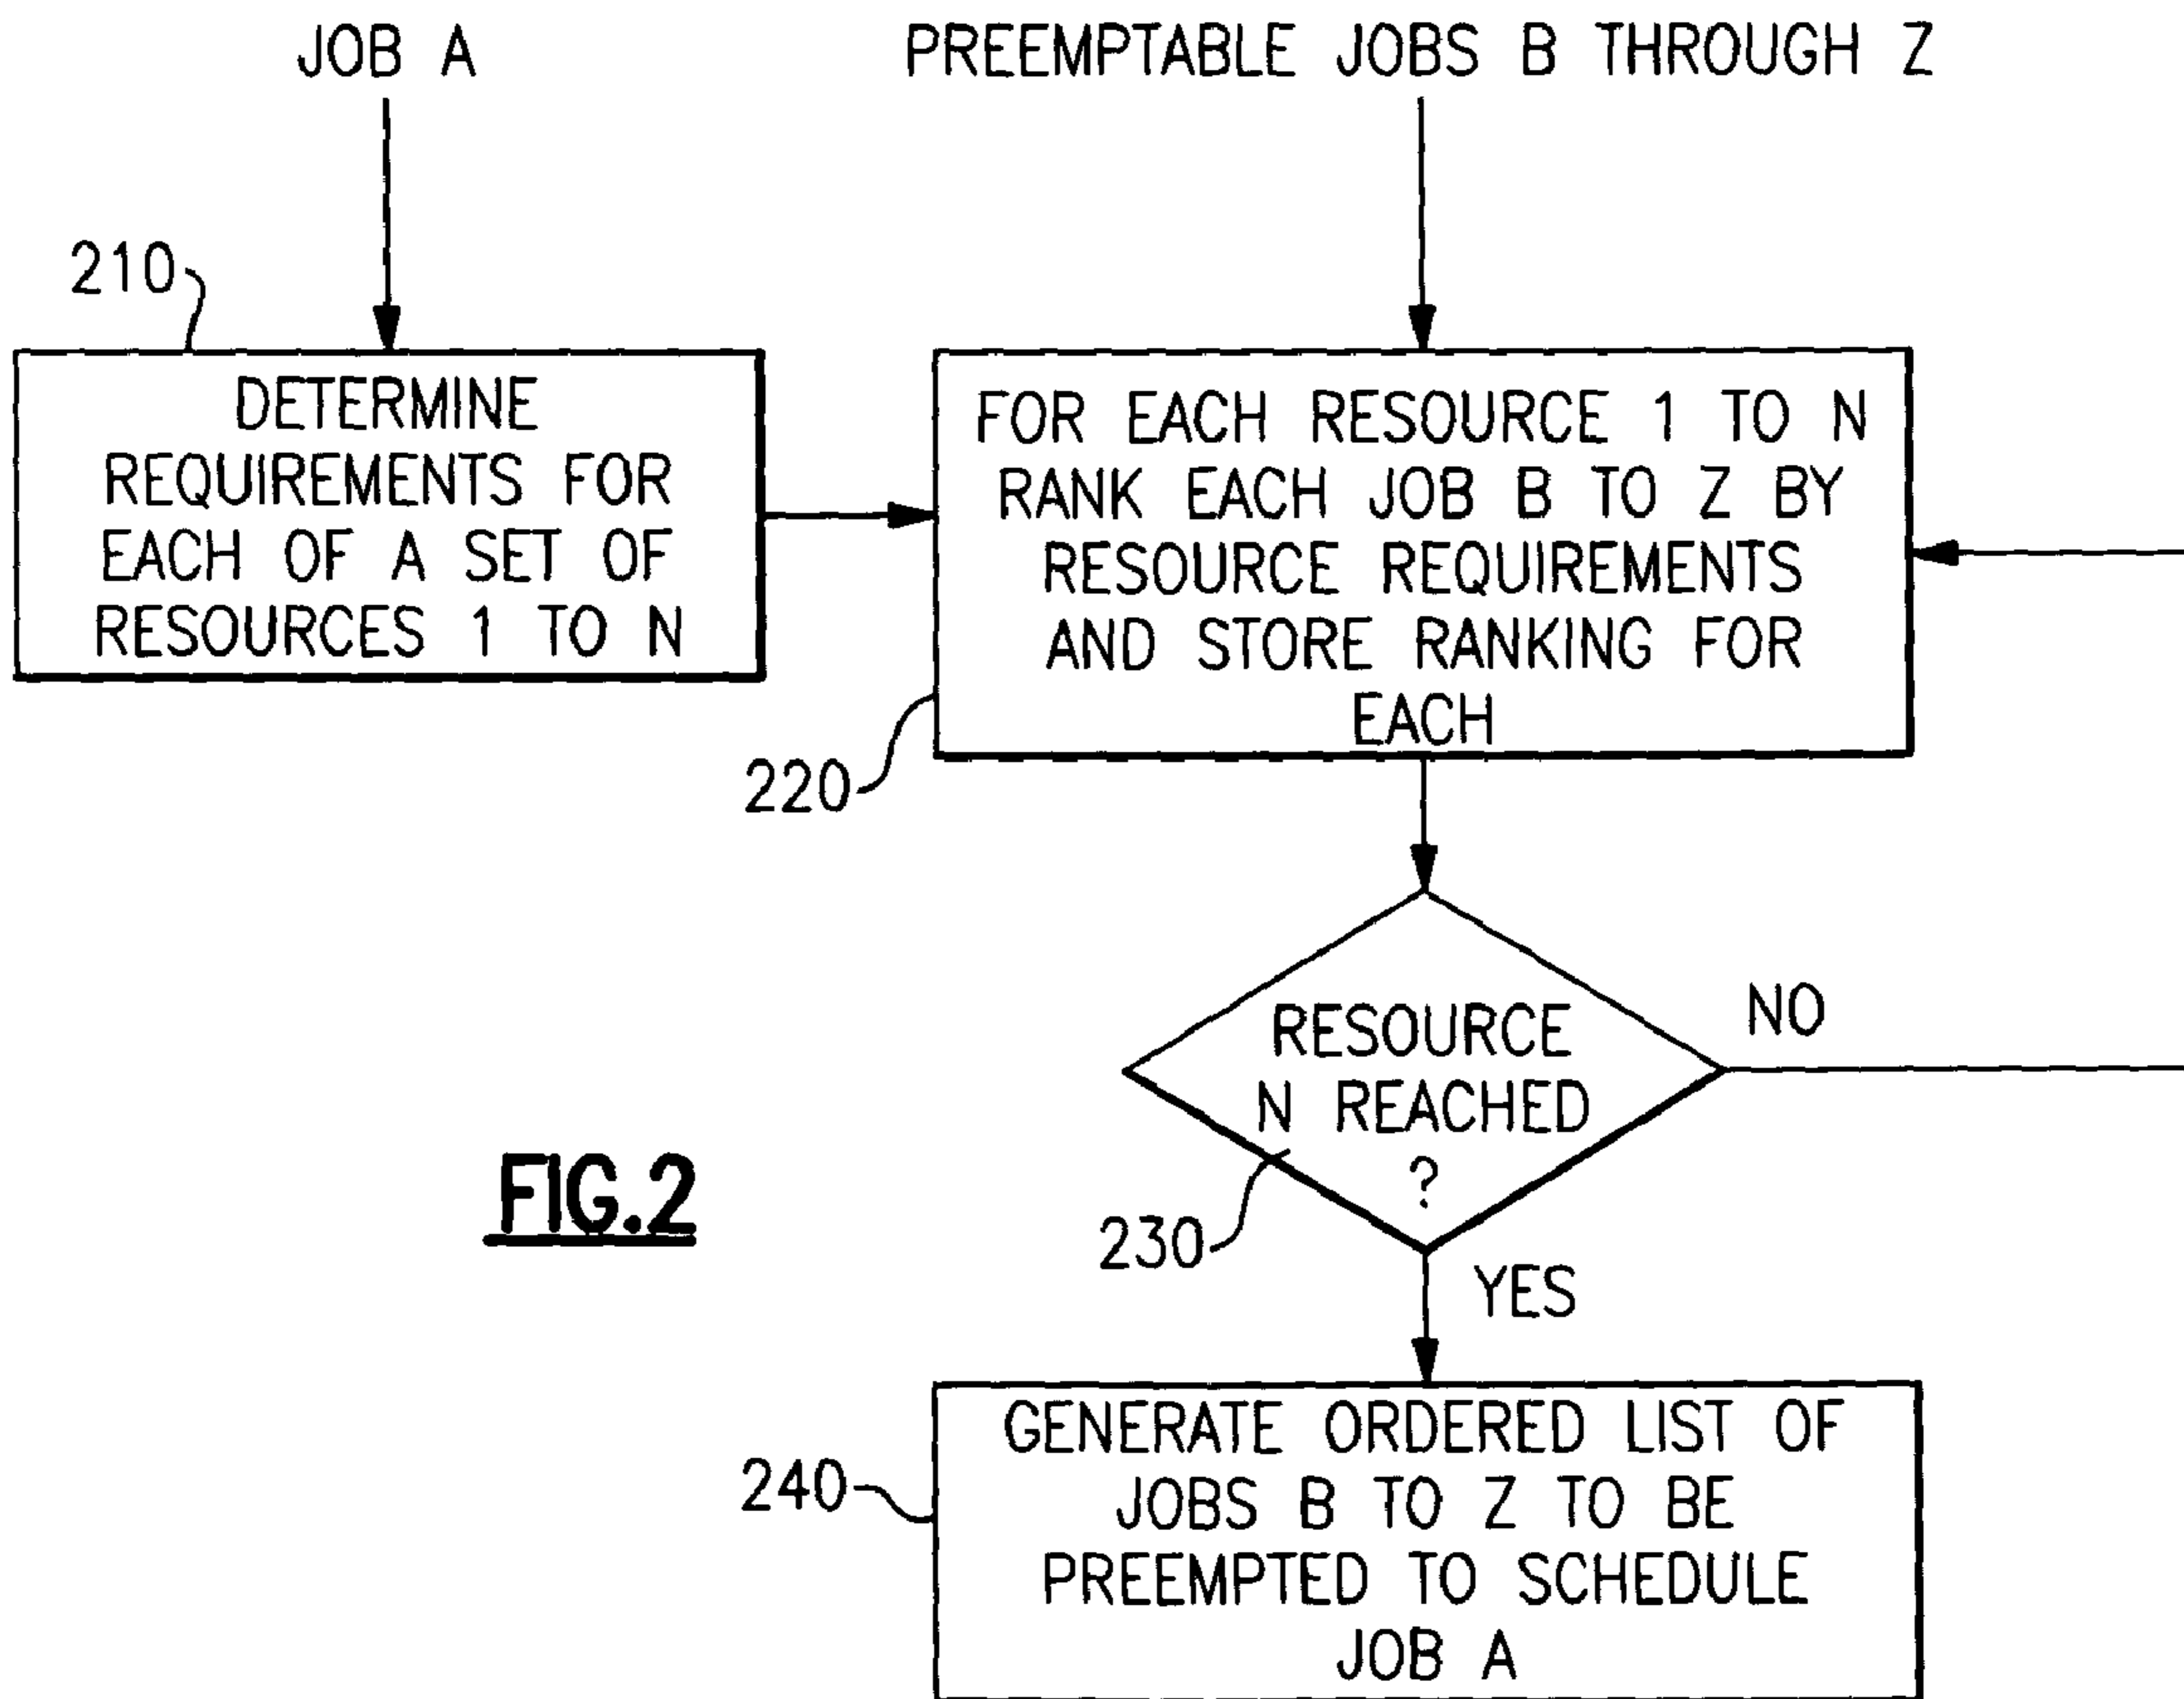 JOB A
PREEMPTABLE JOBS B THROUGH Z
210
DETERMINE
REQUIREMENTS FOR
EACH OF A SET OF
RESOURCES 1 TO N
FOR EACH RESOURCE 1 TO N
RANK EACH JOB B TO Z BY
RESOURCE REQUIREMENTS
AND STORE RANKING FOR
EACH
220
RESOURCE
N REACHED
?
NO
230
YES
FIG.2
GENERATE ORDERED LIST OF
JOBS B TO Z TO BE
PREEMPTED TO SCHEDULE
JOB A
240